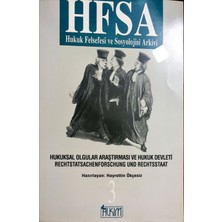 HFSA
Hukuk Felsefesi ve Sosyolojisi Arkivi
HUKUKSAL OLGULAR ARAŞTIRMASI VE HUKUK DEVLETİ
RECHTSTATSACHENFORSCHUNG UND RECHTSSTAAT
Hazırlayan: Hayrettin Ökçesiz
3